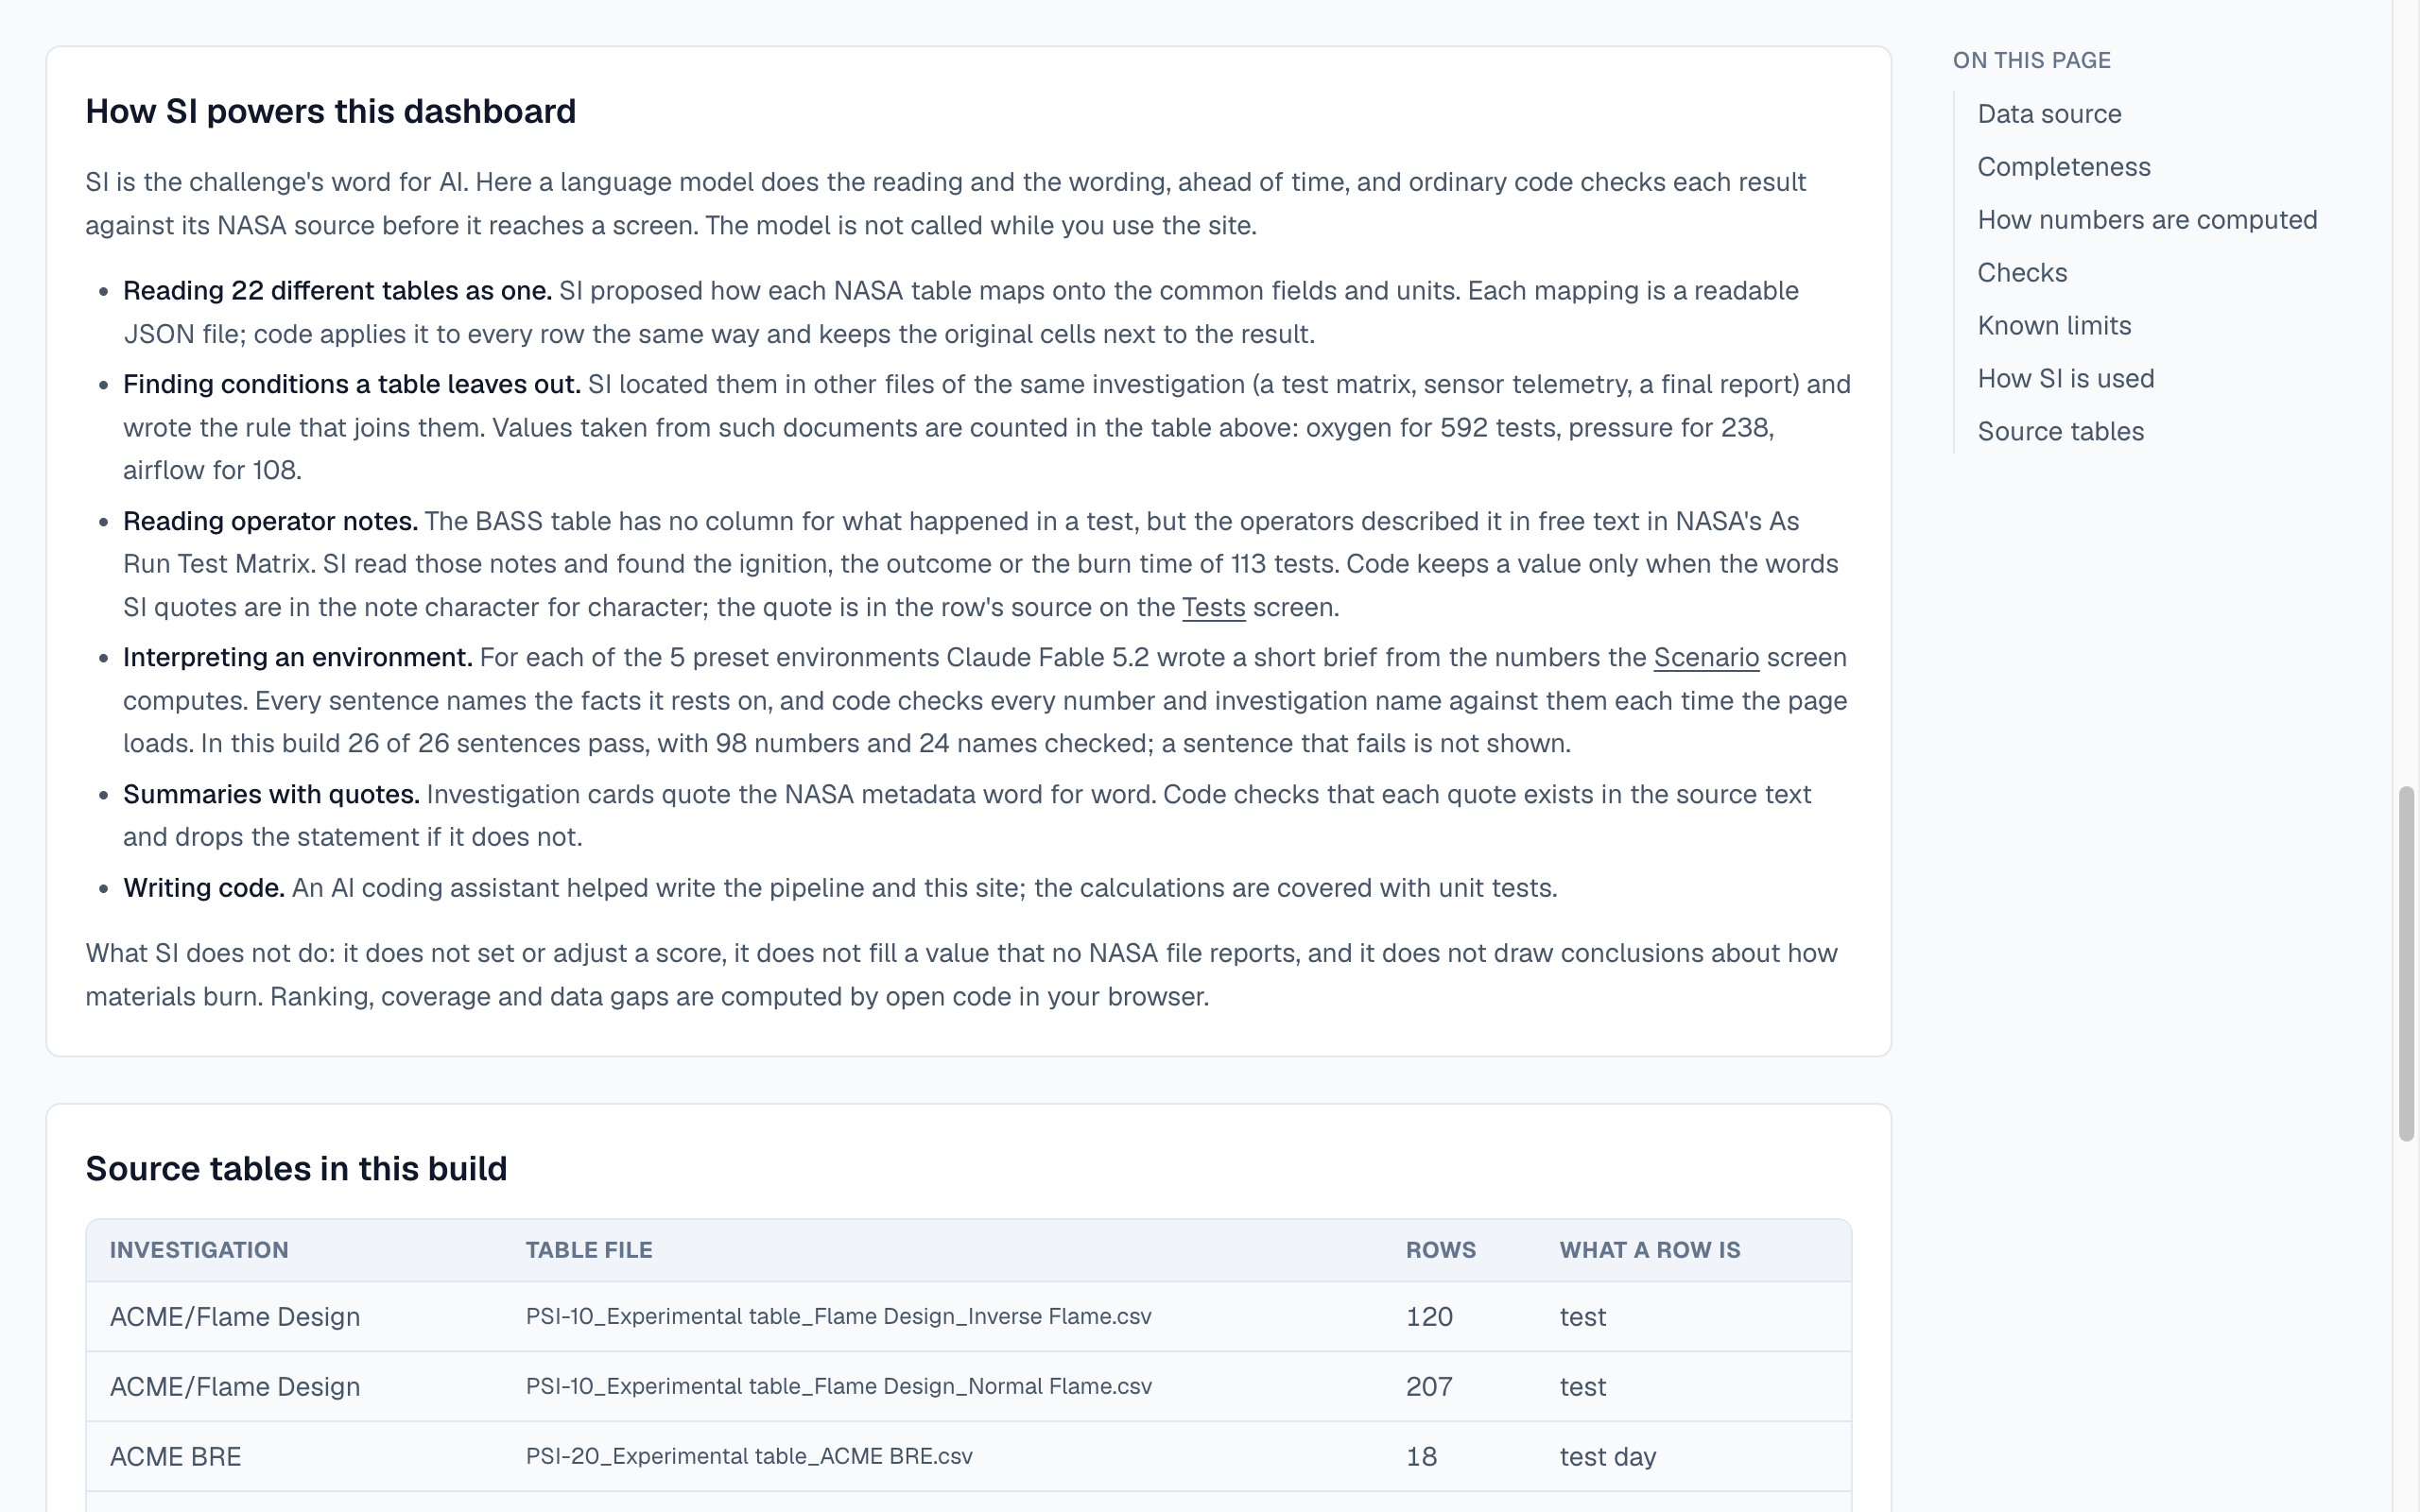 How SI powers this dashboard
SI is the challenge's word for AI. Here a language model does the reading and the wording, ahead of time, and ordinary code checks each result
against its NASA source before it reaches a screen. The model is not called while you use the site.
• Reading 22 different tables as one. SI proposed how each NASA table maps onto the common fields and units. Each mapping is a readable
JSON file; code applies it to every row the same way and keeps the original cells next to the result.
• Finding conditions a table leaves out. SI located them in other files of the same investigation (a test matrix, sensor telemetry, a final report) and
wrote the rule that joins them. Values taken from such documents are counted in the table above: oxygen for 592 tests, pressure for 238,
airflow for 108.
• Reading operator notes. The BASS table has no column for what happened in a test, but the operators described it in free text in NASA's As
Run Test Matrix. SI read those notes and found the ignition, the outcome or the burn time of 113 tests. Code keeps a value only when the words
SI quotes are in the note character for character; the quote is in the row's source on the Tests screen.
• Interpreting an environment. For each of the 5 preset environments Claude Fable 5.2 wrote a short brief from the numbers the Scenario screen
computes. Every sentence names the facts it rests on, and code checks every number and investigation name against them each time the page
loads. In this build 26 of 26 sentences pass, with 98 numbers and 24 names checked; a sentence that fails is not shown.
• Summaries with quotes. Investigation cards quote the NASA metadata word for word. Code checks that each quote exists in the source text
and drops the statement if it does not.
• Writing code. An AI coding assistant helped write the pipeline and this site; the calculations are covered with unit tests.
What SI does not do: it does not set or adjust a score, it does not fill a value that no NASA file reports, and it does not draw conclusions about how
materials burn. Ranking, coverage and data gaps are computed by open code in your browser.
Source tables in this build
INVESTIGATION TABLE FILE ROWS WHAT A ROW IS
ACME/Flame Design PSI-10_Experimental table_Flame Design_Inverse Flame.csv 120 test
ACME/Flame Design PSI-10_Experimental table_Flame Design_Normal Flame.csv 207 test
ACME BRE PSI-20_Experimental table_ACME BRE.csv 18 test day
ON THIS PAGE
Data source
Completeness
How numbers are computed
Checks
Known limits
How SI is used
Source tables